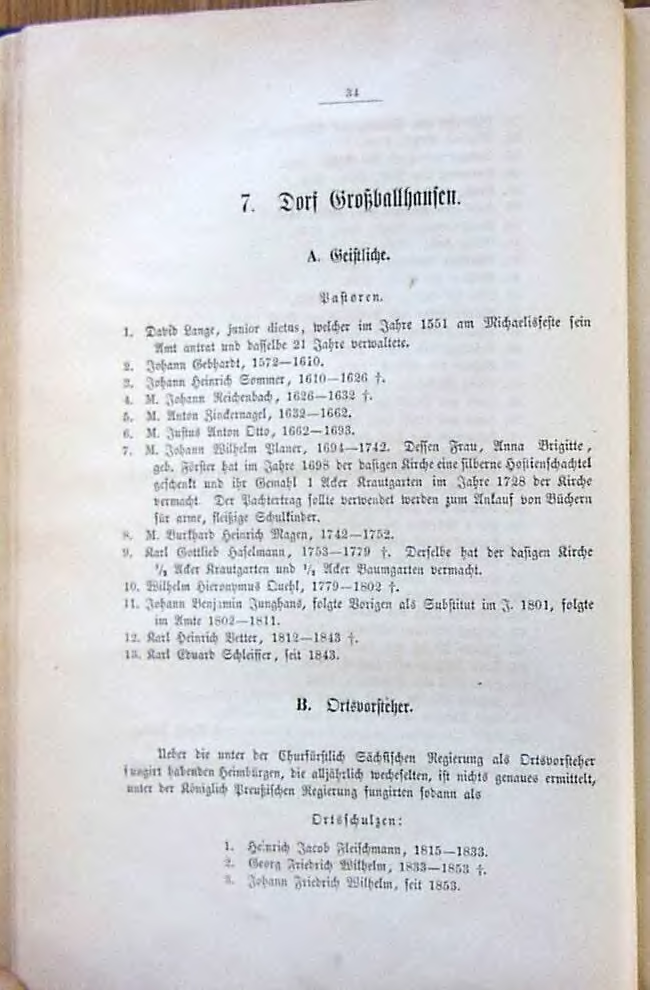 34
7. Dorf Großballhausen.
A. Geistliche.
Pastoren.
1. David Lange, junior dictus, welcher im Jahre 1551 am Michaelisfeste sein
Amt antrat und dasselbe 21 Jahre verwaltete.
2. Johann Gebhardt, 1572—1610.
3. Johann Heinrich Sommer, 1610—1626 †.
4. M. Johann Reichenbach, 1626—1632 †.
5. M. Anton Zindernagel, 1632—1662.
6. M. Justus Anton Otto, 1662—1693.
7. M. Johann Wilhelm Planer, 1694—1742. Dessen Frau, Anna Brigitte,
geb. Förster hat im Jahre 1698 der dasigen Kirche eine silberne Hostienschachtel
geschenkt und ihr Gemahl 1 Acker Krautgarten im Jahre 1728 der Kirche
vermacht. Der Pachtertrag sollte verwendet werden zum Ankauf von Büchern
für arme, fleißige Schulkinder.
8. M. Burkhard Heinrich Magen, 1742—1752.
9. Karl Gottlieb Haselmann, 1753—1779 †. Derselbe hat der dasigen Kirche
Acker Krautgarten und Acker Baumgarten vermacht.
10. Wilhelm Hieronymus Quehl, 1779—1802 †.
11. Johann Benjamin Junghans, folgte Vorigen als Substitut im J. 1801, folgte
im Amte 1802—1811.
12. Karl Heinrich Vetter, 1812—1843 †.
13. Karl Eduard Schleiffer, seit 1843.
B. Ortsvorsteher.
Ueber die unter der Churfürstlich Sächsischen Regierung als Ortsvorsteher
fungirt habenden Heimbürgen, die alljährlich wechselten, ist nichts genaues ermittelt,
unter der Königlich Preußischen Regierung fungirten sodann als
Ortsschulzen:
1. Heinrich Jacob Fleischmann, 1815—1833.
2. Georg Friedrich Wilhelm, 1833—1853 †.
3. Johann Friedrich Wilhelm, seit 1853.